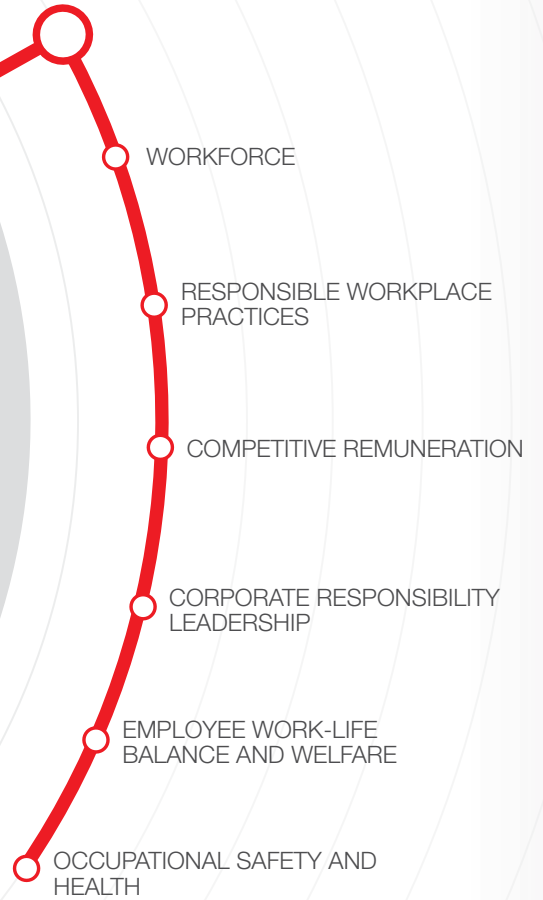 WORKFORCE
RESPONSIBLE WORKPLACE
PRACTICES
COMPETITIVE REMUNERATION
CORPORATE RESPONSIBILITY
LEADERSHIP
EMPLOYEE WORK-LIFE
BALANCE AND WELFARE
OCCUPATIONAL SAFETY AND
HEALTH